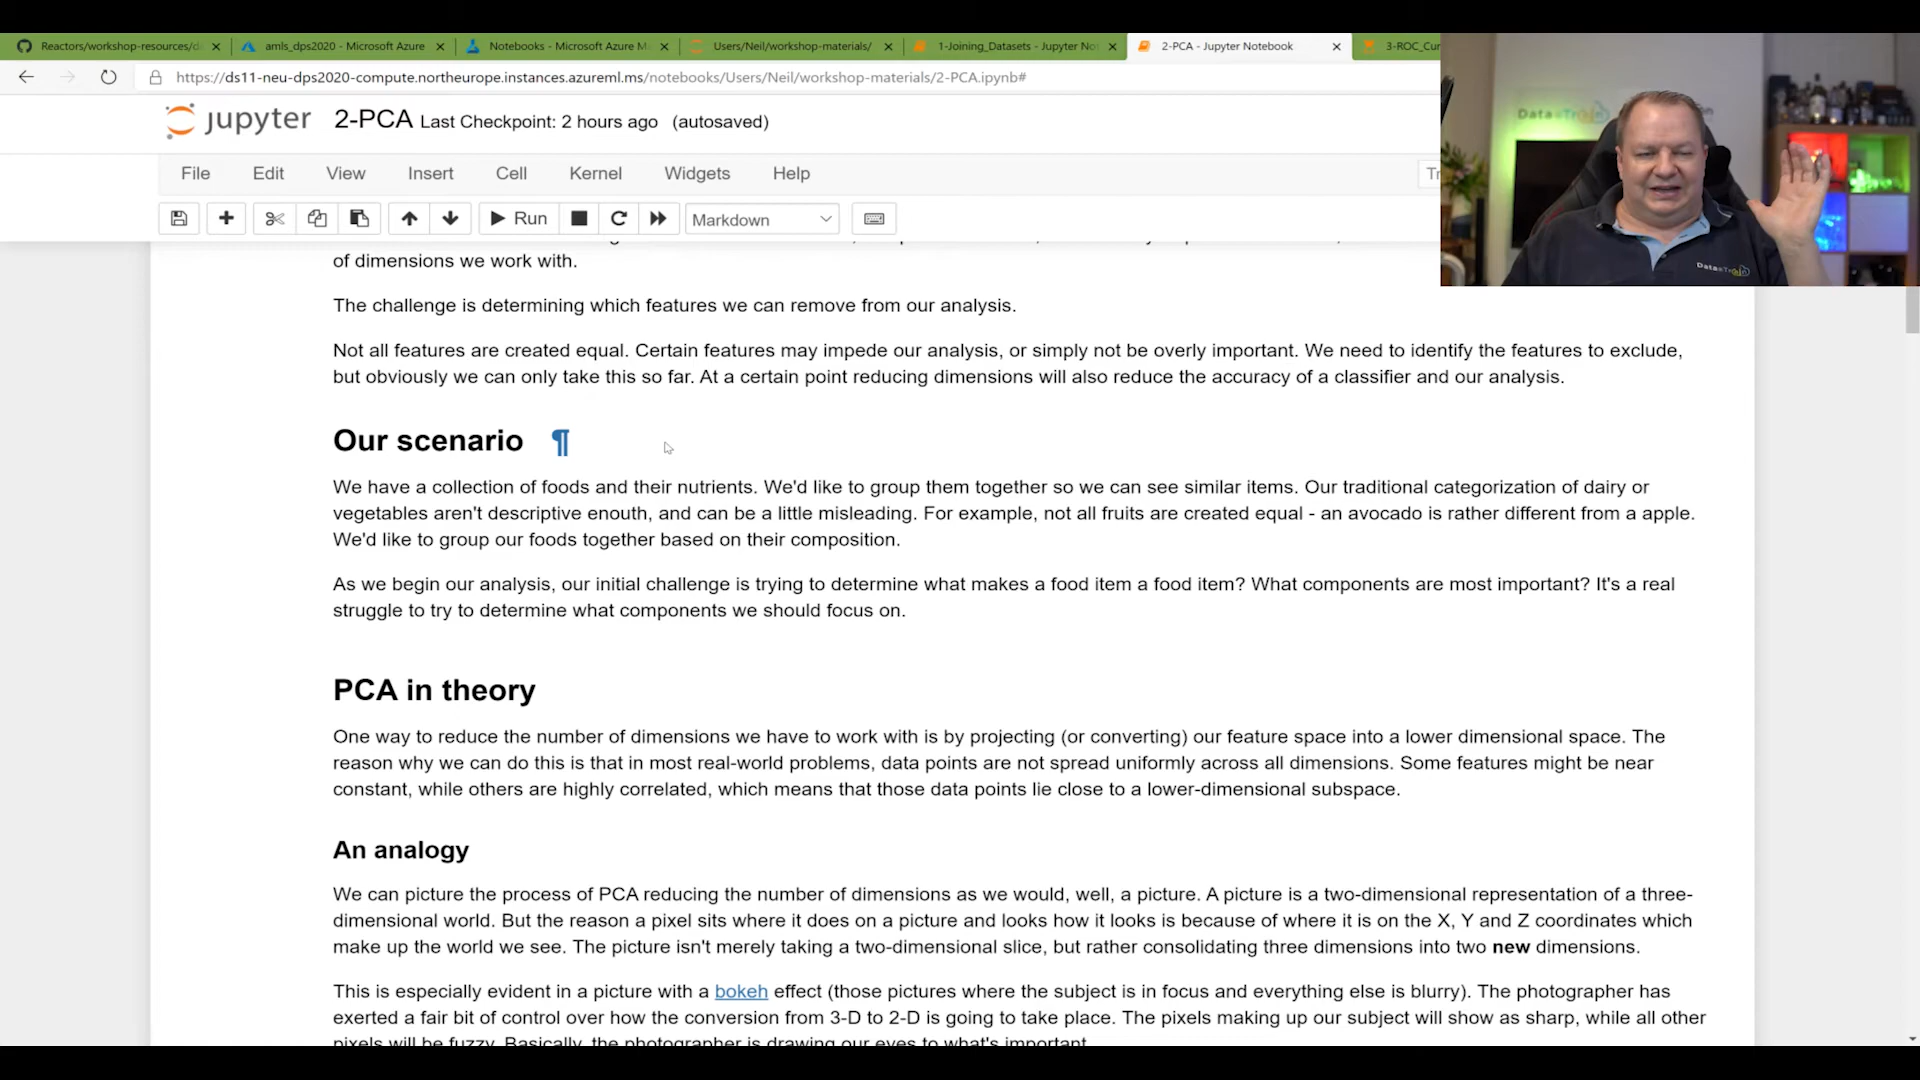 Reactors/workshop-resources/da
amls_dps2020 - Microsoft Azure
Notebooks - Microsoft Azure M
Users/Neil/workshop-materials/
1-Joining_Datasets - Jupyter Not
2-PCA - Jupyter Notebook
3-ROC_Cur
https://ds11-neu-dps2020-compute.northeurope.instances.azureml.ms/notebooks/Users/Neil/workshop-materials/2-PCA.ipynb#
jupyter 2-PCA Last Checkpoint: 2 hours ago (autosaved)
File Edit View Insert Cell Kernel Widgets Help
Run Markdown
of dimensions we work with.
The challenge is determining which features we can remove from our analysis.
Not all features are created equal. Certain features may impede our analysis, or simply not be overly important. We need to identify the features to exclude,
but obviously we can only take this so far. At a certain point reducing dimensions will also reduce the accuracy of a classifier and our analysis.
Our scenario ¶
We have a collection of foods and their nutrients. We'd like to group them together so we can see similar items. Our traditional categorization of dairy or
vegetables aren't descriptive enouth, and can be a little misleading. For example, not all fruits are created equal - an avocado is rather different from a apple.
We'd like to group our foods together based on their composition.
As we begin our analysis, our initial challenge is trying to determine what makes a food item a food item? What components are most important? It's a real
struggle to try to determine what components we should focus on.
PCA in theory
One way to reduce the number of dimensions we have to work with is by projecting (or converting) our feature space into a lower dimensional space. The
reason why we can do this is that in most real-world problems, data points are not spread uniformly across all dimensions. Some features might be near
constant, while others are highly correlated, which means that those data points lie close to a lower-dimensional subspace.
An analogy
We can picture the process of PCA reducing the number of dimensions as we would, well, a picture. A picture is a two-dimensional representation of a three-
dimensional world. But the reason a pixel sits where it does on a picture and looks how it looks is because of where it is on the X, Y and Z coordinates which
make up the world we see. The picture isn't merely taking a two-dimensional slice, but rather consolidating three dimensions into two new dimensions.
This is especially evident in a picture with a bokeh effect (those pictures where the subject is in focus and everything else is blurry). The photographer has
exerted a fair bit of control over how the conversion from 3-D to 2-D is going to take place. The pixels making up our subject will show as sharp, while all other
pixels will be fuzzy. Basically, the photographer is drawing our eyes to what's important.